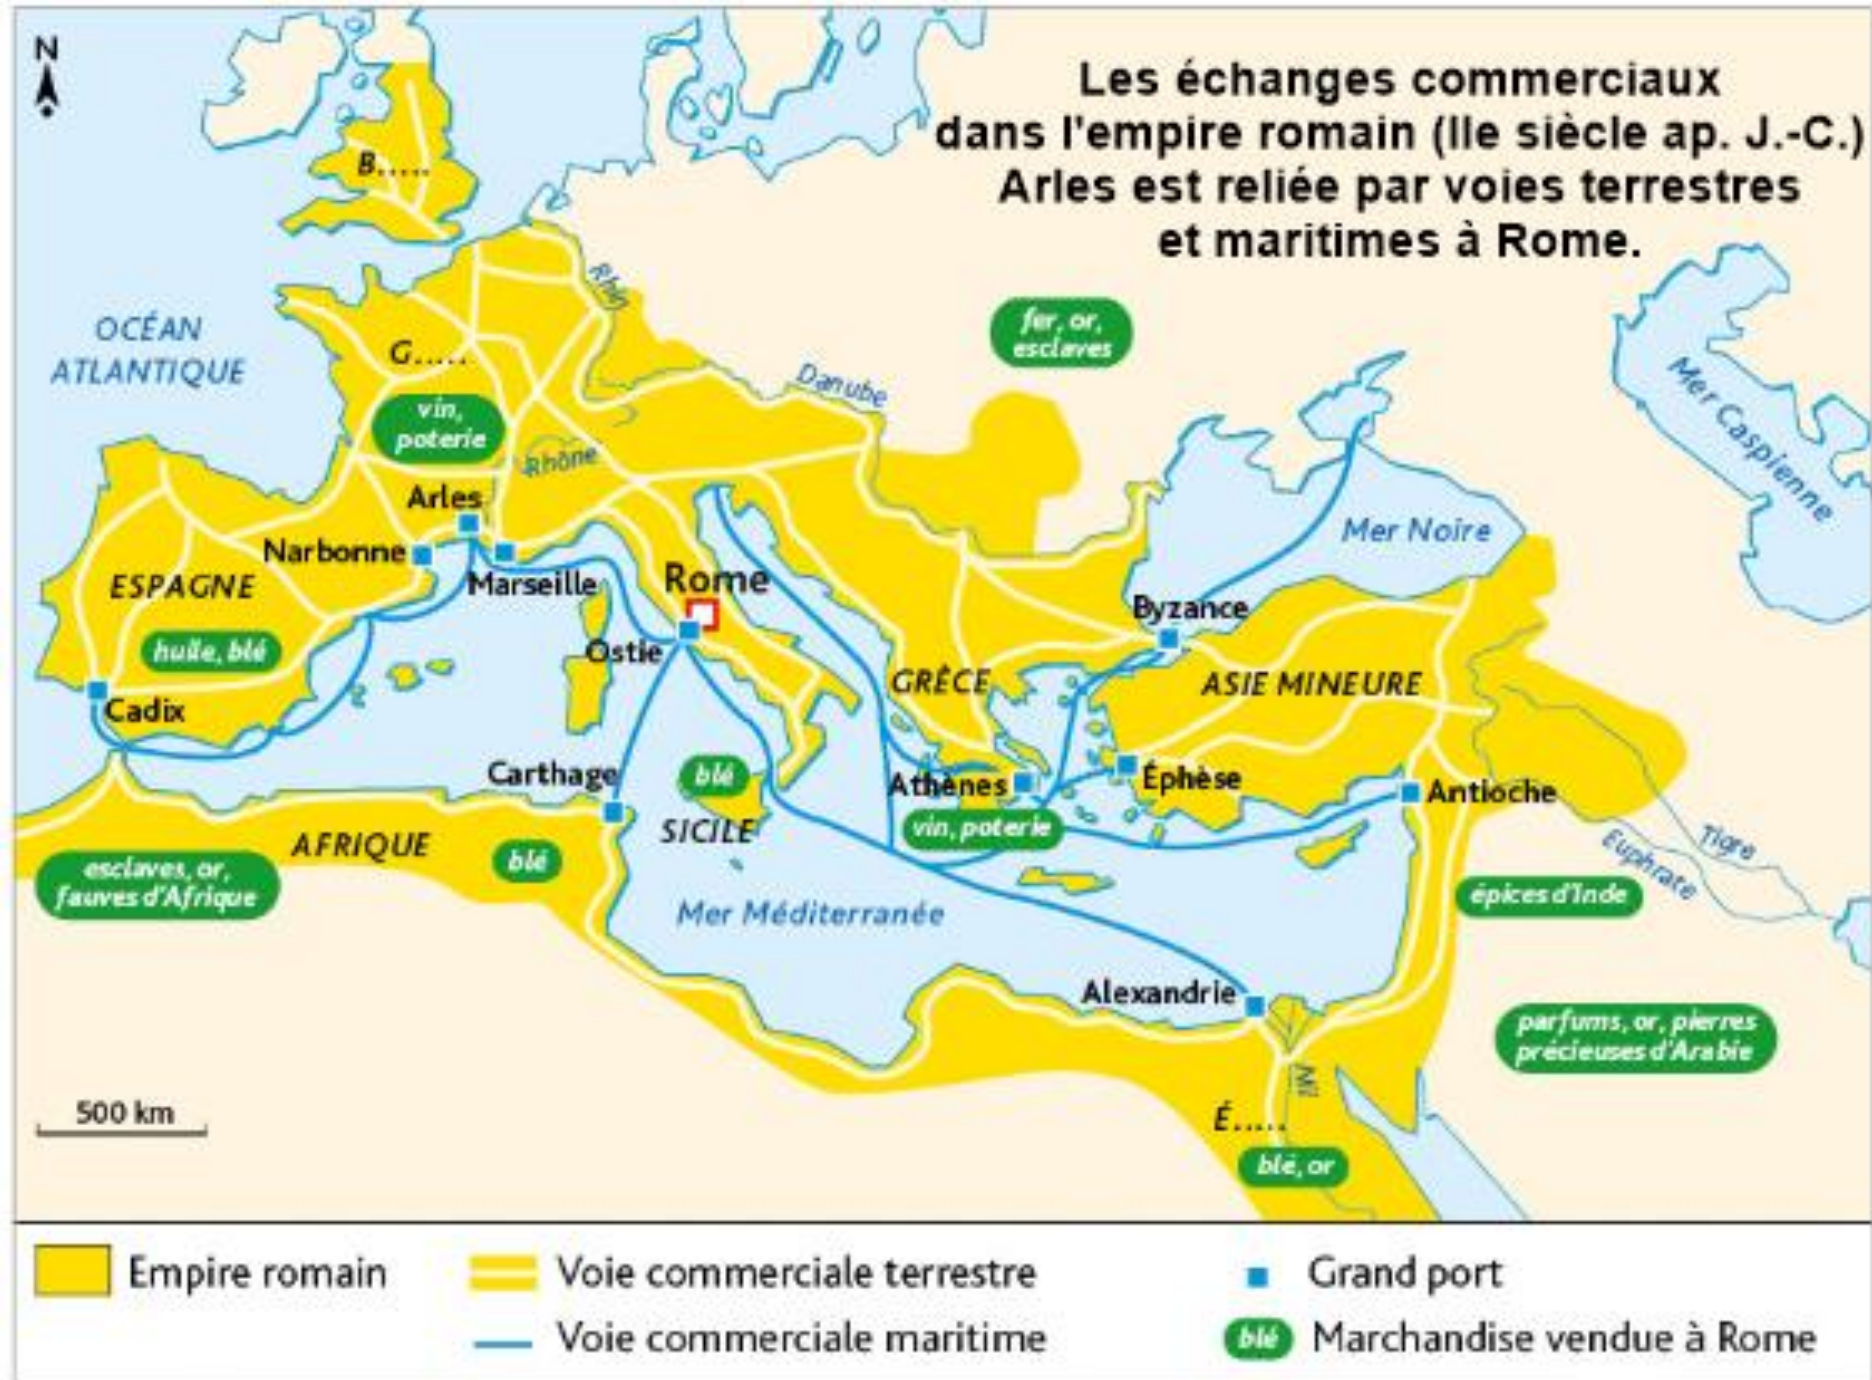 N
Les échanges commerciaux
dans l'empire romain (IIe siècle ap. J.-C.)
Arles est reliée par voies terrestres
et maritimes à Rome.
B.....
Rhin
OCÉAN
ATLANTIQUE
fer, or,
esclaves
G.....
Danube
Mer Caspienne
vin,
poterie
Rhône
Arles
Mer Noire
Narbonne
Marseille
ESPAGNE
Rome
Byzance
huile, blé
Ostie
GRÈCE
ASIE MINEURE
Cadix
Carthage
blé
Athènes
Éphèse
Antioche
vin, poterie
SICILE
AFRIQUE
blé
Tigre
Euphrate
esclaves, or,
fauves d'Afrique
épices d'Inde
Mer Méditerranée
Alexandrie
parfums, or, pierres
précieuses d'Arabie
Nil
500 km
É.....
blé, or
Empire romain
Voie commerciale terrestre
Grand port
Voie commerciale maritime
blé
Marchandise vendue à Rome